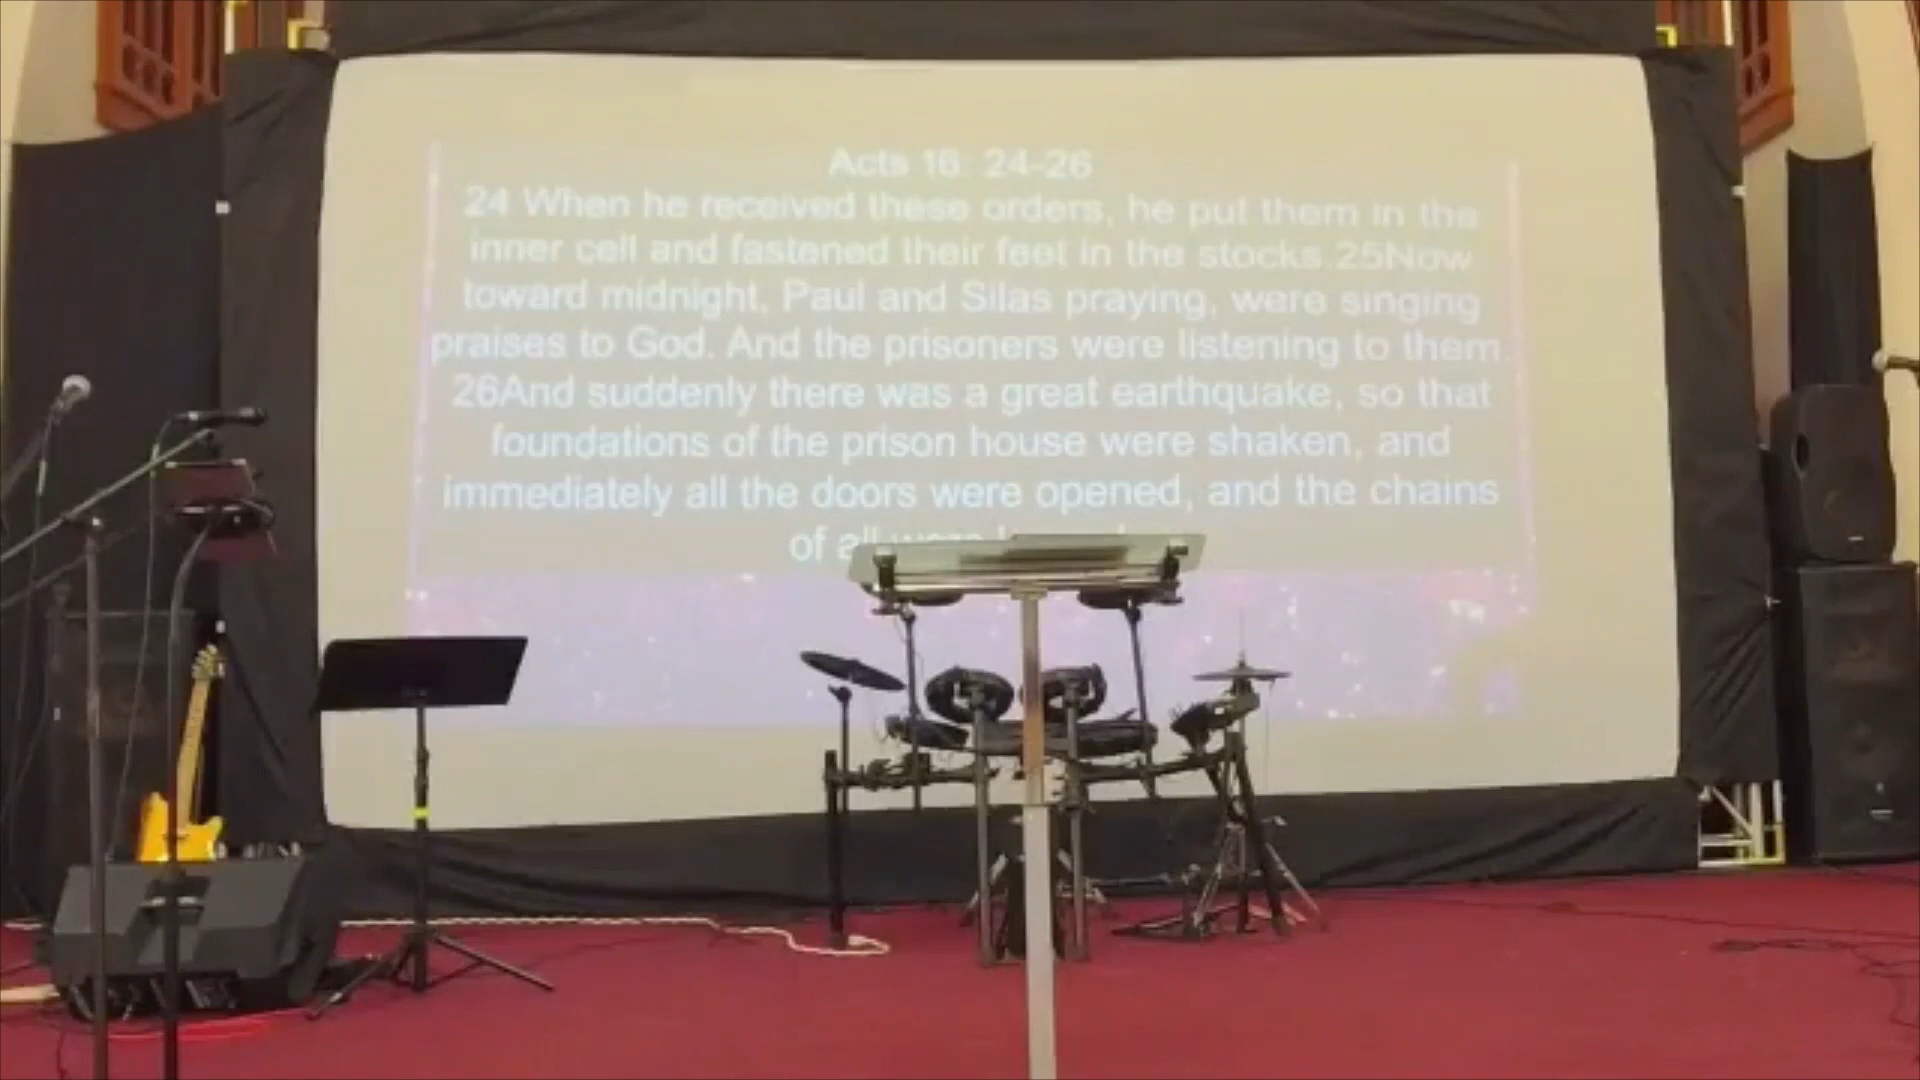 Acts 16: 24-26
24 When he received these orders, he put them in the
inner cell and fastened their feet in the stocks.25Now
toward midnight, Paul and Silas praying, were singing
praises to God. And the prisoners were listening to them.
26And suddenly there was a great earthquake, so that
foundations of the prison house were shaken, and
immediately all the doors were opened, and the chains
of all were